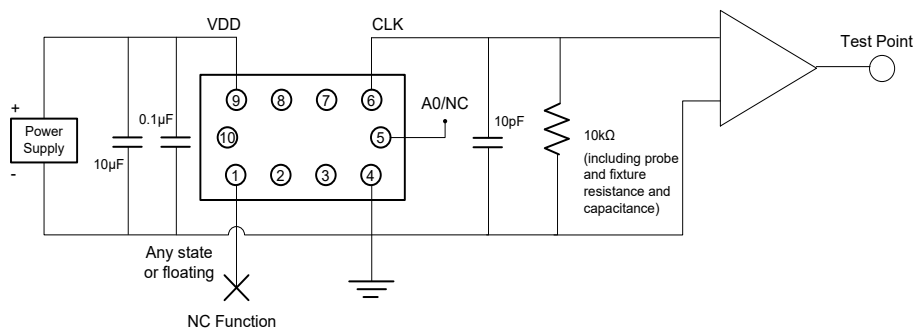 VDD
CLK
Test Point
+
Power
Supply
-
10µF
0.1µF
9
8
7
6
10
5
1
2
3
4
A0/NC
10pF
10kΩ
(including probe
and fixture
resistance and
capacitance)
Any state
or floating
NC Function